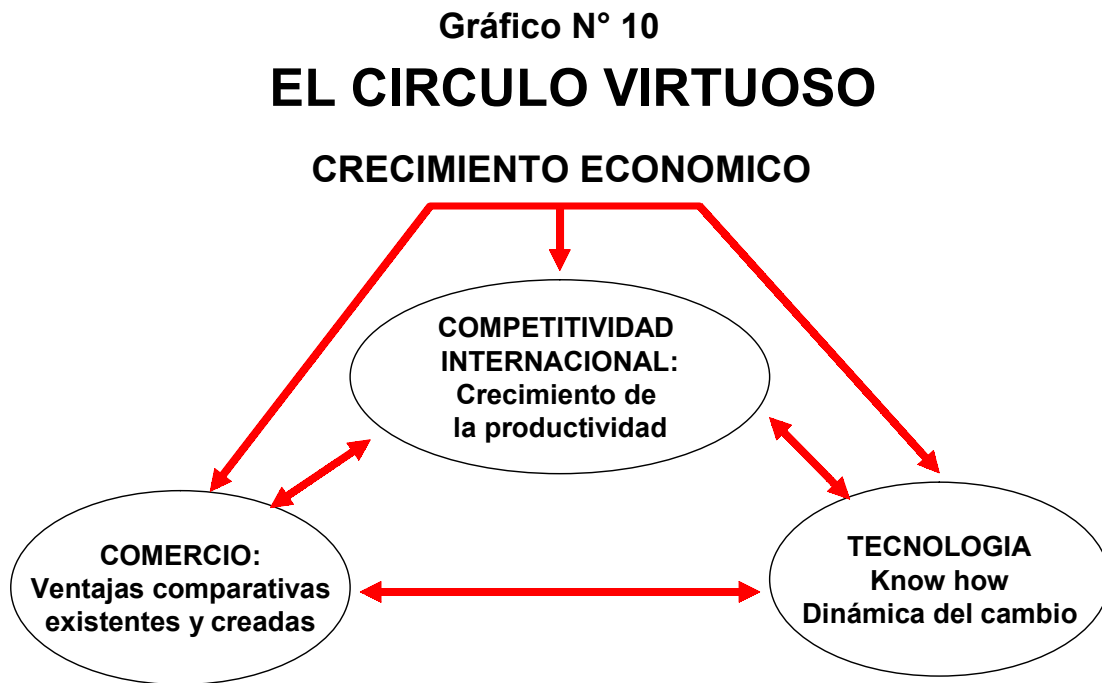 Gráfico N° 10
EL CIRCULO VIRTUOSO
CRECIMIENTO ECONOMICO
COMPETITIVIDAD
INTERNACIONAL:
Crecimiento de
la productividad
COMERCIO:
Ventajas comparativas
existentes y creadas
TECNOLOGIA
Know how
Dinámica del cambio